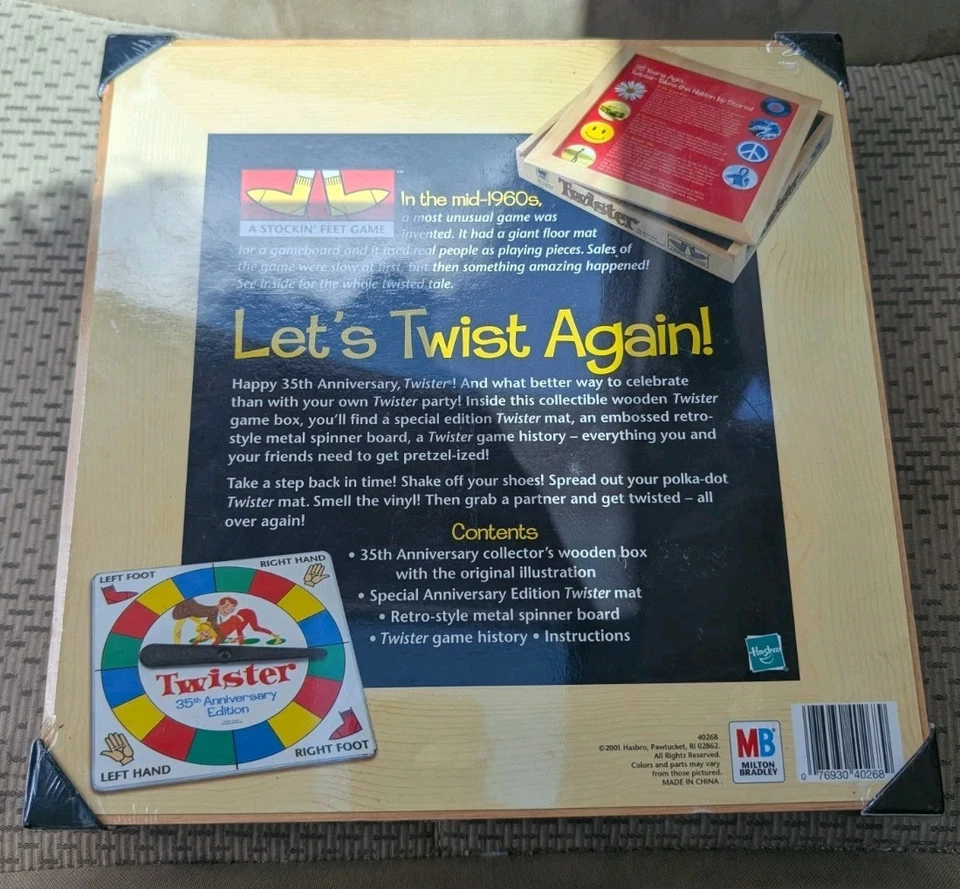 35 Years Ago...
Twister Takes the Nation by Storm!
Twister
A STOCKIN' FEET GAME
™
In the mid-1960s,
a most unusual game was
invented. It had a giant floor mat
for a gameboard and it used real people as playing pieces. Sales of
the game were slow at first, but then something amazing happened!
See inside for the whole twisted tale.
Let's Twist Again!
Happy 35th Anniversary, Twister®! And what better way to celebrate
than with your own Twister party! Inside this collectible wooden Twister
game box, you'll find a special edition Twister mat, an embossed retro-
style metal spinner board, a Twister game history – everything you and
your friends need to get pretzel-ized!
Take a step back in time! Shake off your shoes! Spread out your polka-dot
Twister mat. Smell the vinyl! Then grab a partner and get twisted – all
over again!
Contents
• 35th Anniversary collector's wooden box
with the original illustration
• Special Anniversary Edition Twister mat
• Retro-style metal spinner board
• Twister game history • Instructions
LEFT FOOT
RIGHT HAND
Twister
35th Anniversary
Edition
LEFT HAND
RIGHT FOOT
Hasbro
40268
©2001 Hasbro, Pawtucket, RI 02862.
All Rights Reserved.
Colors and parts may vary
from those pictured.
MADE IN CHINA.
MB
MILTON
BRADLEY
0 76930 40268